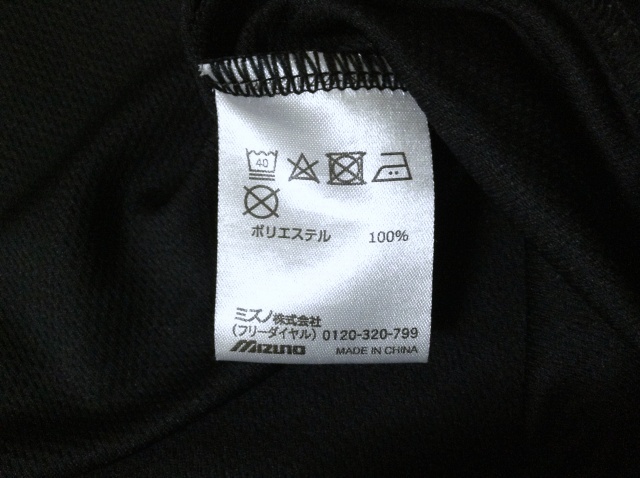 40
ポリエステル 100%
ミズノ株式会社
(フリーダイヤル) 0120-320-799
MIZUNO MADE IN CHINA